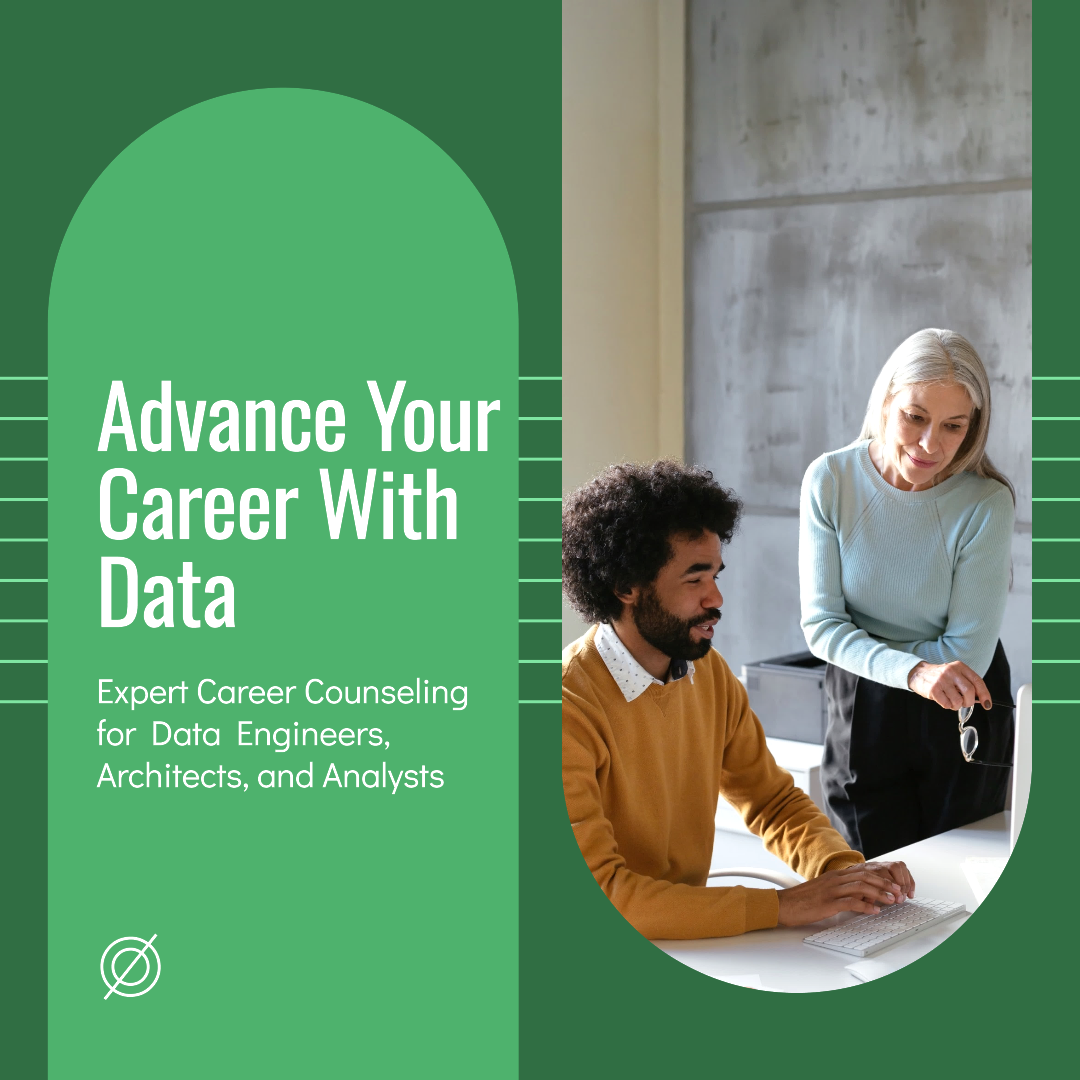 Advance Your
Career With
Data
Expert Career Counseling
for Data Engineers,
Architects, and Analysts